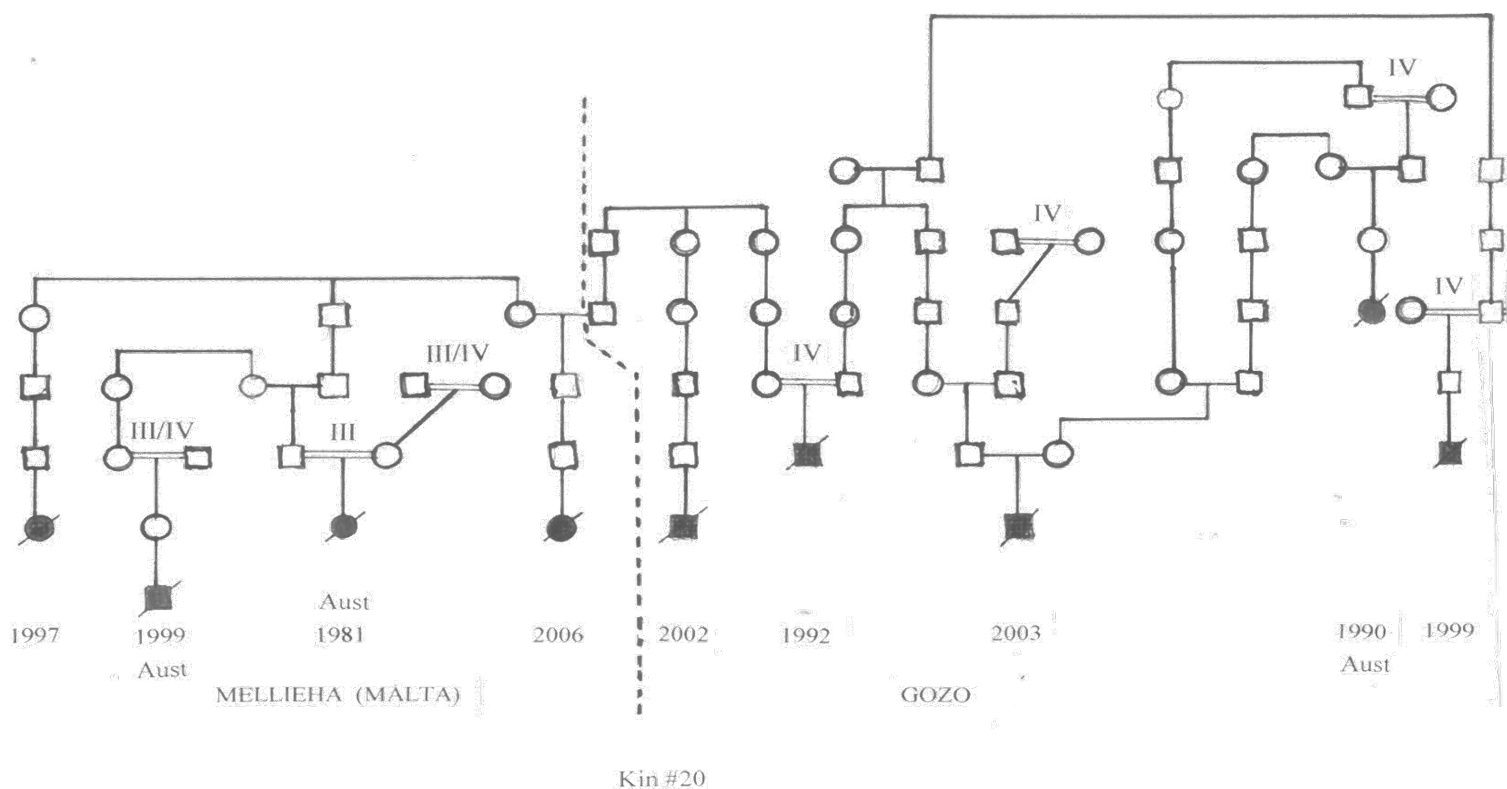 IV
IV
IV
III/IV
IV
III/IV
III
Aust
1997 1999 1981 2006 2002 1992 2003 1990 1999
Aust Aust
MELLIEHA (MALTA) GOZO
Kin #20